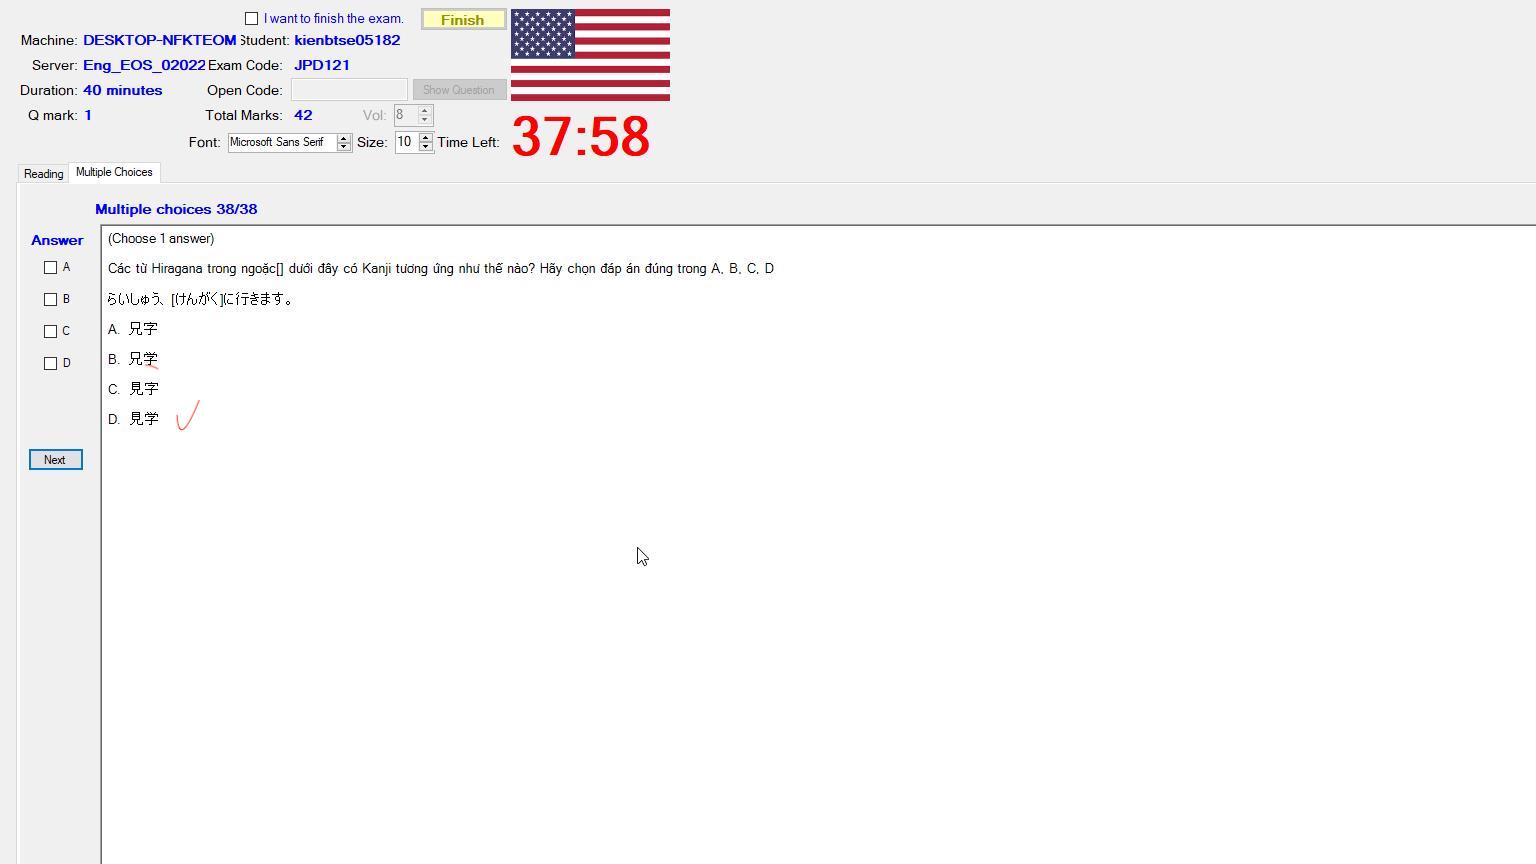 I want to finish the exam.
Finish
Machine: DESKTOP-NFKTEOM Student: kienbtse05182
Server: Eng_EOS_02022 Exam Code: JPD121
Duration: 40 minutes Open Code: Show Question
Q mark: 1 Total Marks: 42 Vol: 8
Font: Microsoft Sans Serif Size: 10 Time Left: 37:58
Reading Multiple Choices
Multiple choices 38/38
Answer
A
B
C
D
Next
(Choose 1 answer)
Các từ Hiragana trong ngoặc[] dưới đây có Kanji tương ứng như thế nào? Hãy chọn đáp án đúng trong A, B, C, D
らいしゅう、[けんがく]に行きます。
A. 兄字
B. 兄学
C. 見字
D. 見学